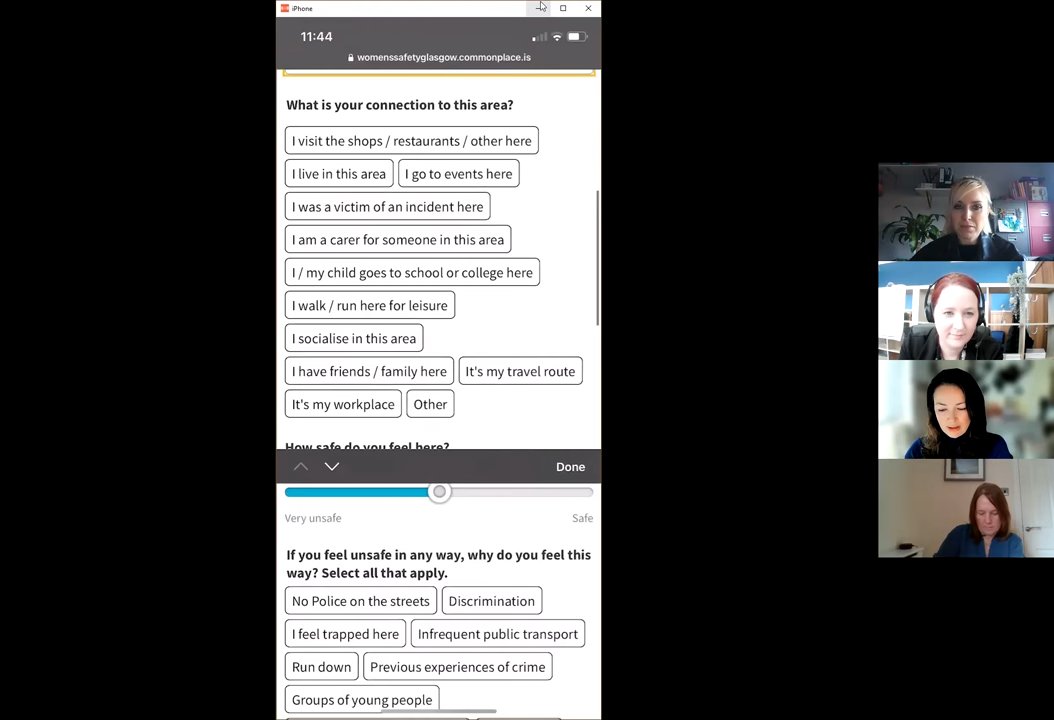 iPhone
11:44
womenssafetyglasgow.commonplace.is
What is your connection to this area?
I visit the shops / restaurants / other here
I live in this area I go to events here
I was a victim of an incident here
I am a carer for someone in this area
I / my child goes to school or college here
I walk / run here for leisure
I socialise in this area
I have friends / family here It's my travel route
It's my workplace Other
How safe do you feel here?
Done
Very unsafe Safe
If you feel unsafe in any way, why do you feel this
way? Select all that apply.
No Police on the streets Discrimination
I feel trapped here Infrequent public transport
Run down Previous experiences of crime
Groups of young people